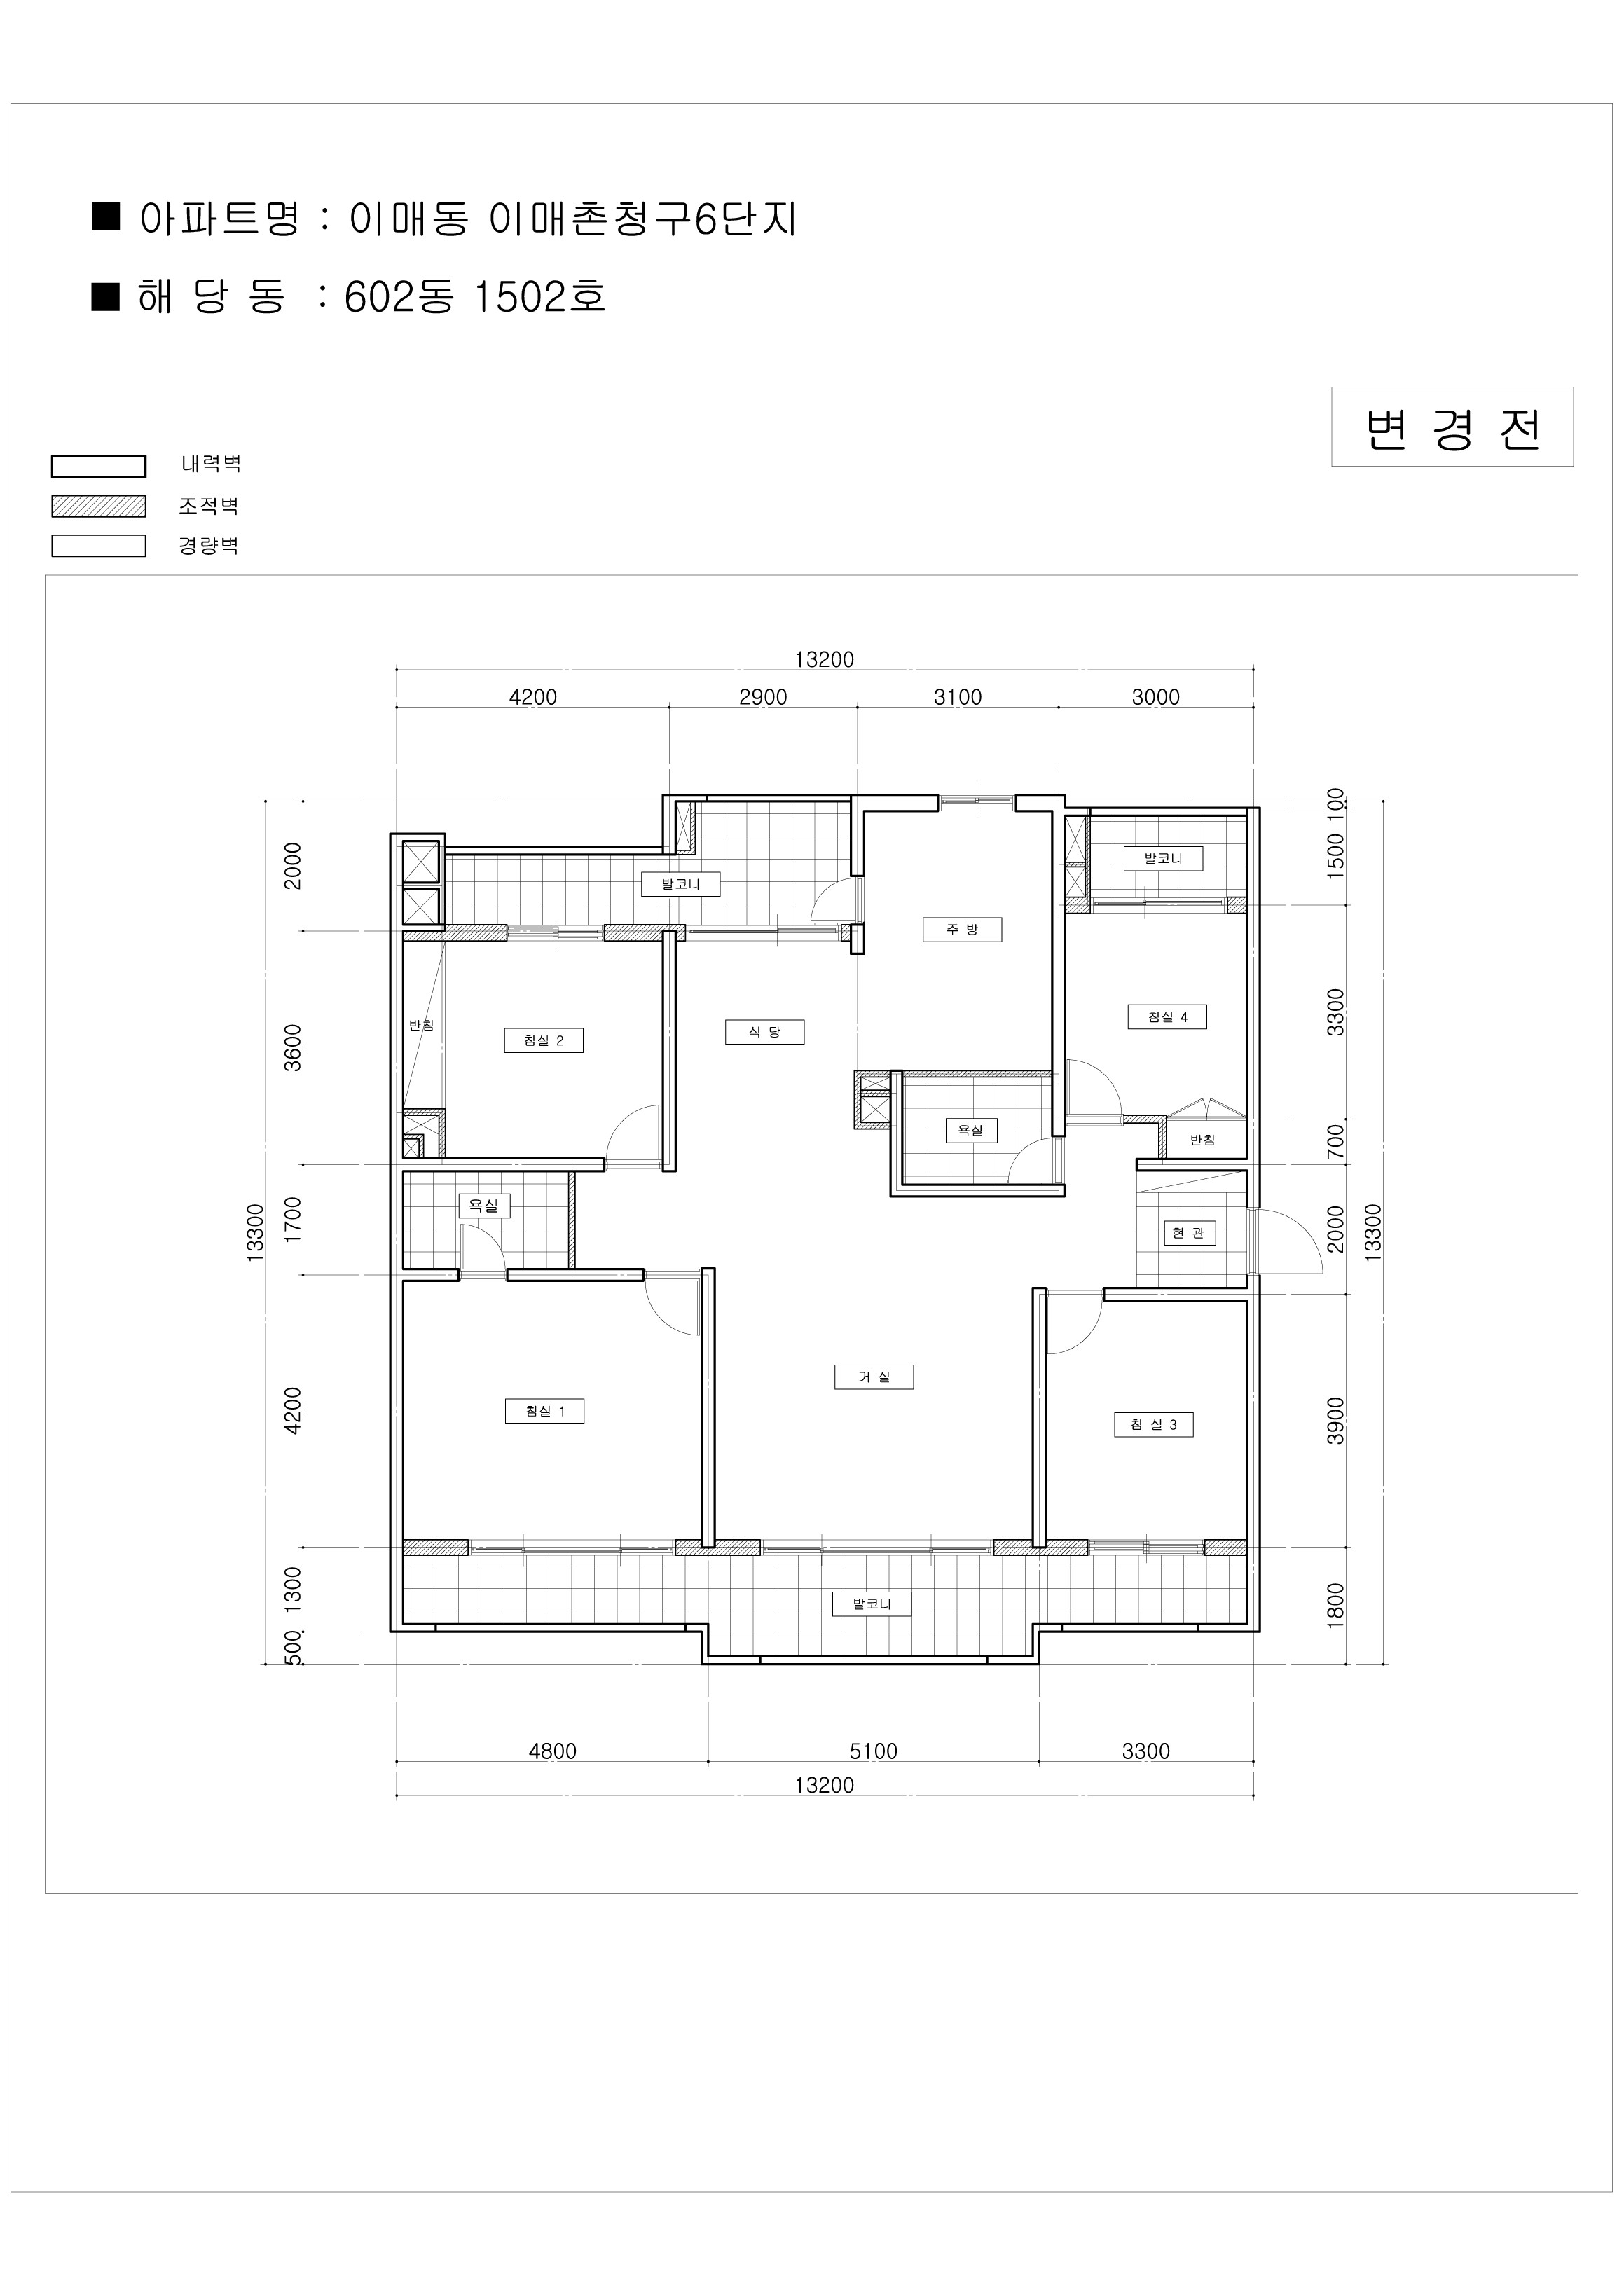 ■ 아파트명 : 이매동 이매촌청구6단지
■ 해 당 동 : 602동 1502호
변 경 전
내력벽
조적벽
경량벽
13200
4200 2900 3100 3000
2000
3600
1700
4200
1300
500
13300
100
1500
3300
700
2000
3900
1800
13300
발코니
발코니
주 방
반침
침실 2
식 당
침실 4
욕실
반침
욕실
현 관
거 실
침실 1
침 실 3
발코니
4800 5100 3300
13200